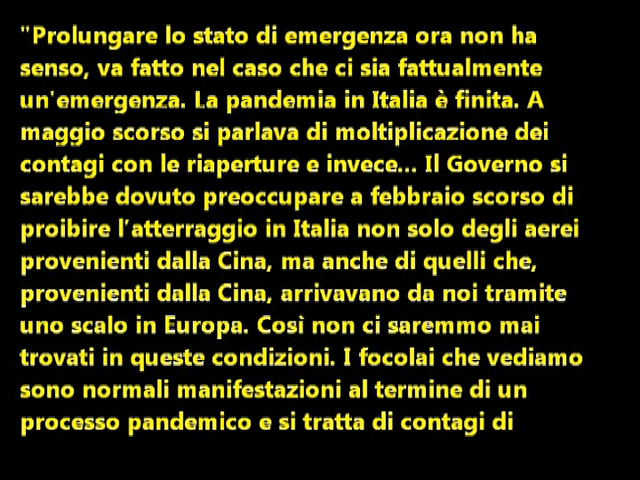 "Prolungare lo stato di emergenza ora non ha
senso, va fatto nel caso che ci sia fattualmente
un'emergenza. La pandemia in Italia è finita. A
maggio scorso si parlava di moltiplicazione dei
contagi con le riaperture e invece... Il Governo si
sarebbe dovuto preoccupare a febbraio scorso di
proibire l'atterraggio in Italia non solo degli aerei
provenienti dalla Cina, ma anche di quelli che,
provenienti dalla Cina, arrivavano da noi tramite
uno scalo in Europa. Così non ci saremmo mai
trovati in queste condizioni. I focolai che vediamo
sono normali manifestazioni al termine di un
processo pandemico e si tratta di contagi di